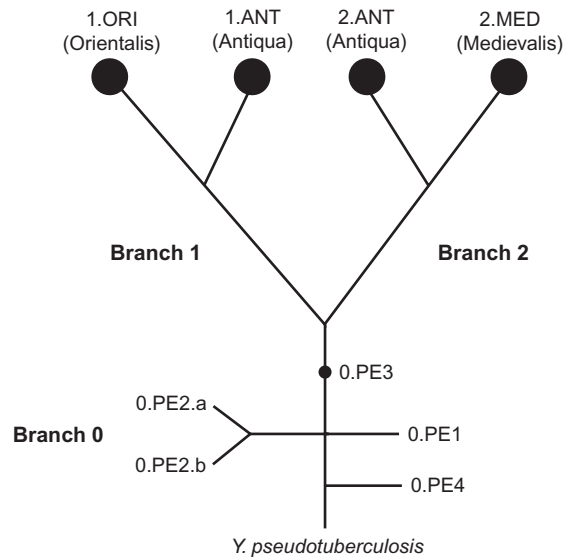 1.ORI
(Orientalis)
1.ANT
(Antiqua)
2.ANT
(Antiqua)
2.MED
(Medievalis)
Branch 1
Branch 2
0.PE3
0.PE2.a
Branch 0
0.PE1
0.PE2.b
0.PE4
Y. pseudotuberculosis